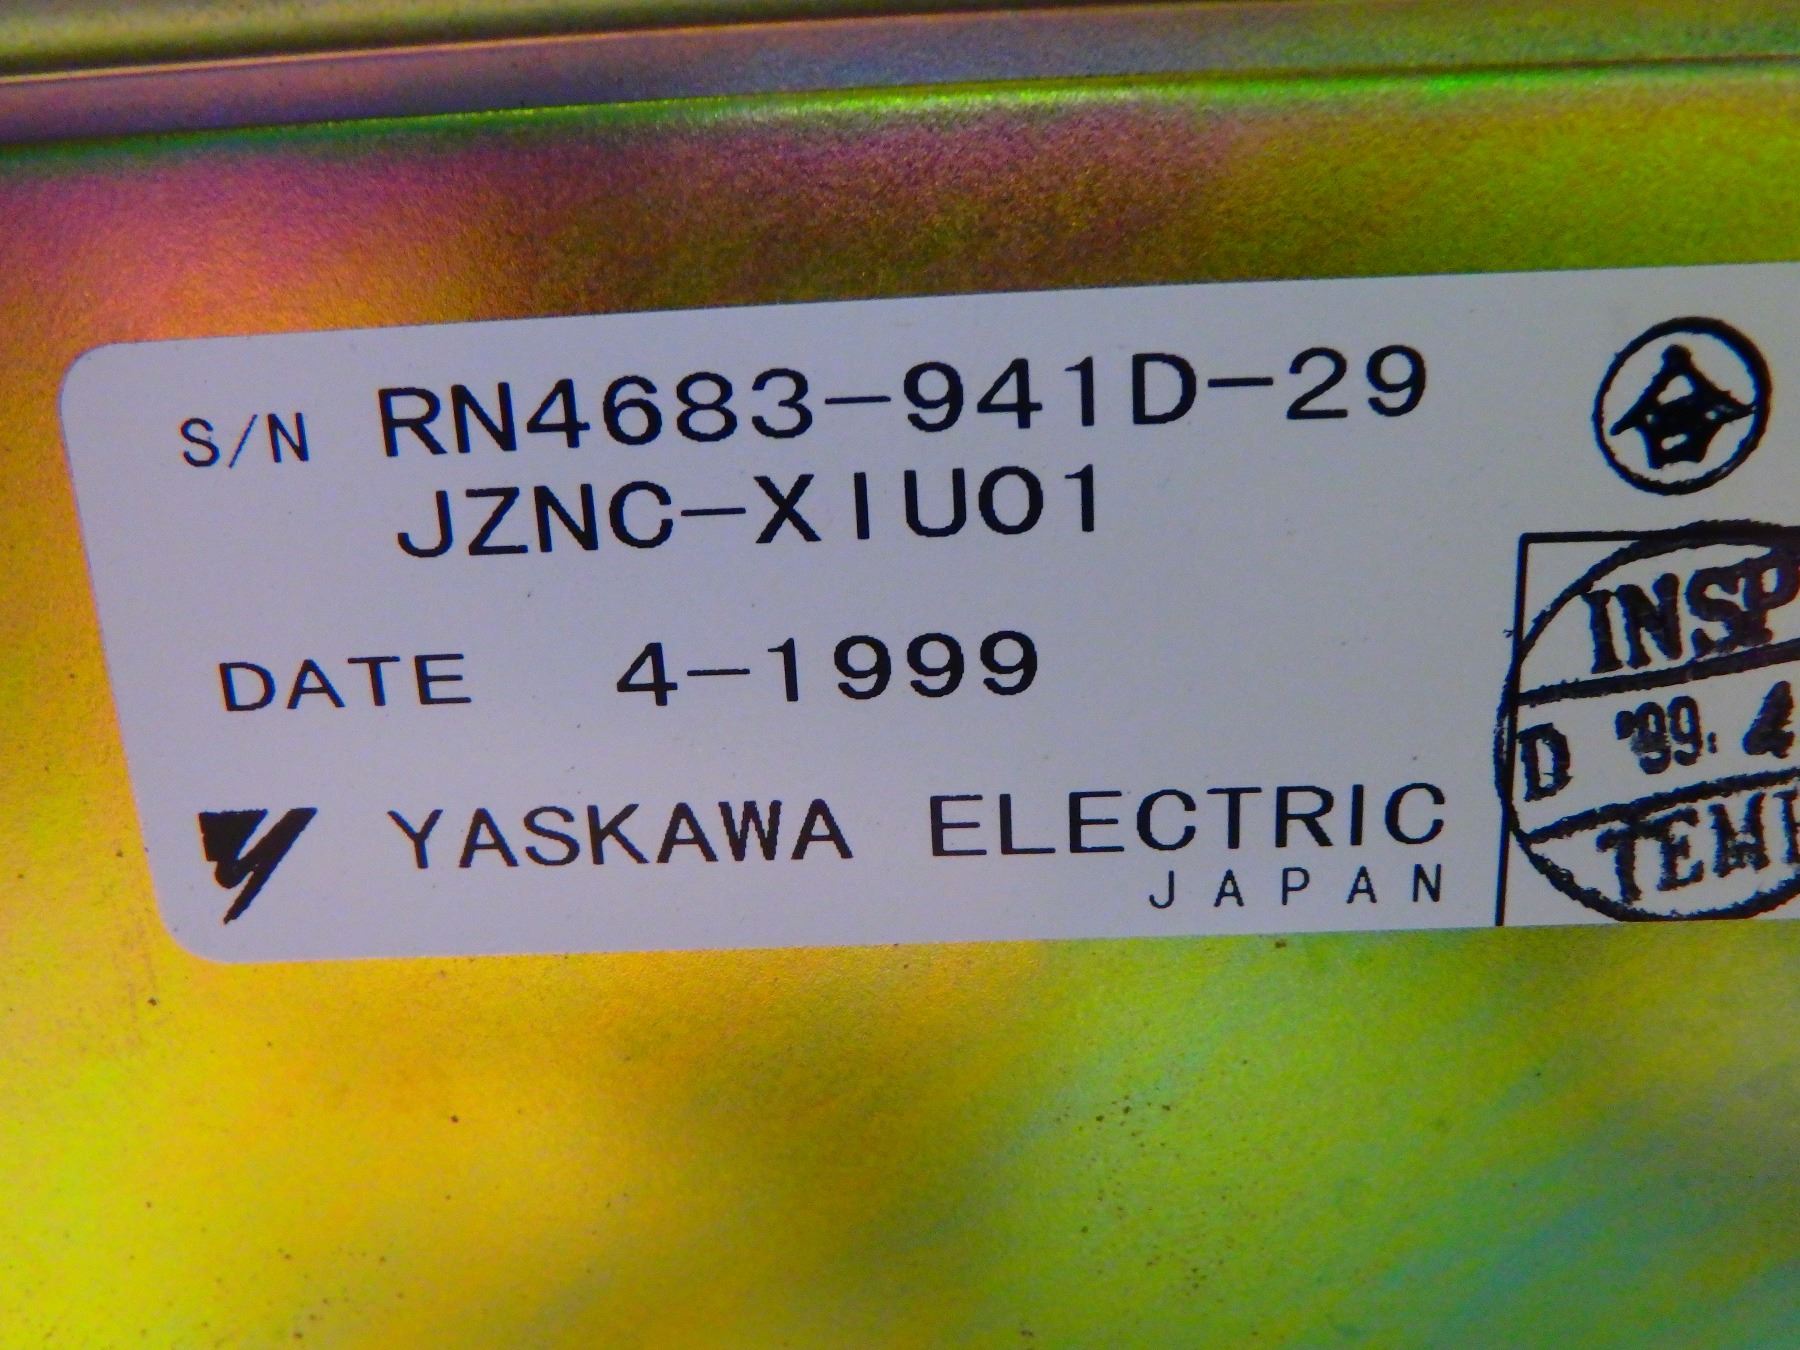 S/N RN4683-941D-29
JZNC-XIU01
DATE 4-1999
YASKAWA ELECTRIC
JAPAN
INSP
D '99. 4